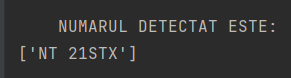 NUMARUL DETECTAT ESTE:
['NT 21STX']